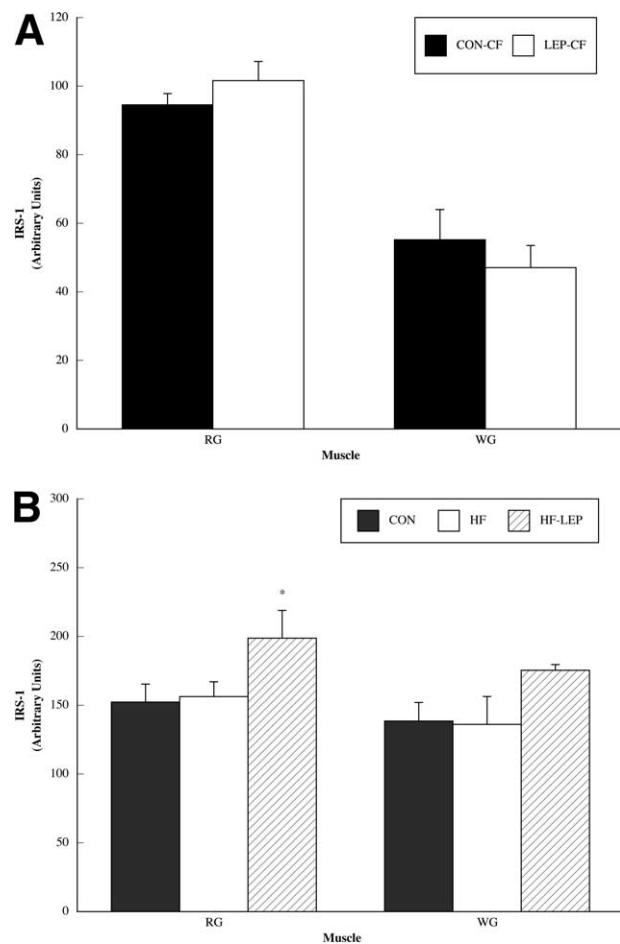 A
CON-CF LEP-CF
120
100
80
60
40
20
0
IRS-1
(Arbitrary Units)
RG WG
Muscle
B
CON HF HF-LEP
300
250
200
150
100
50
0
*
IRS-1
(Arbitrary Units)
RG WG
Muscle